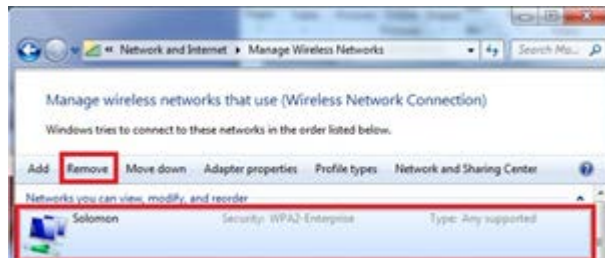 « Network and Internet ▸ Manage Wireless Networks
Search Ma...
Manage wireless networks that use (Wireless Network Connection)
Windows tries to connect to these networks in the order listed below.
Add Remove Move down Adapter properties Profile types Network and Sharing Center
Networks you can view, modify, and reorder
Solomon Security: WPA2-Enterprise Type: Any supported